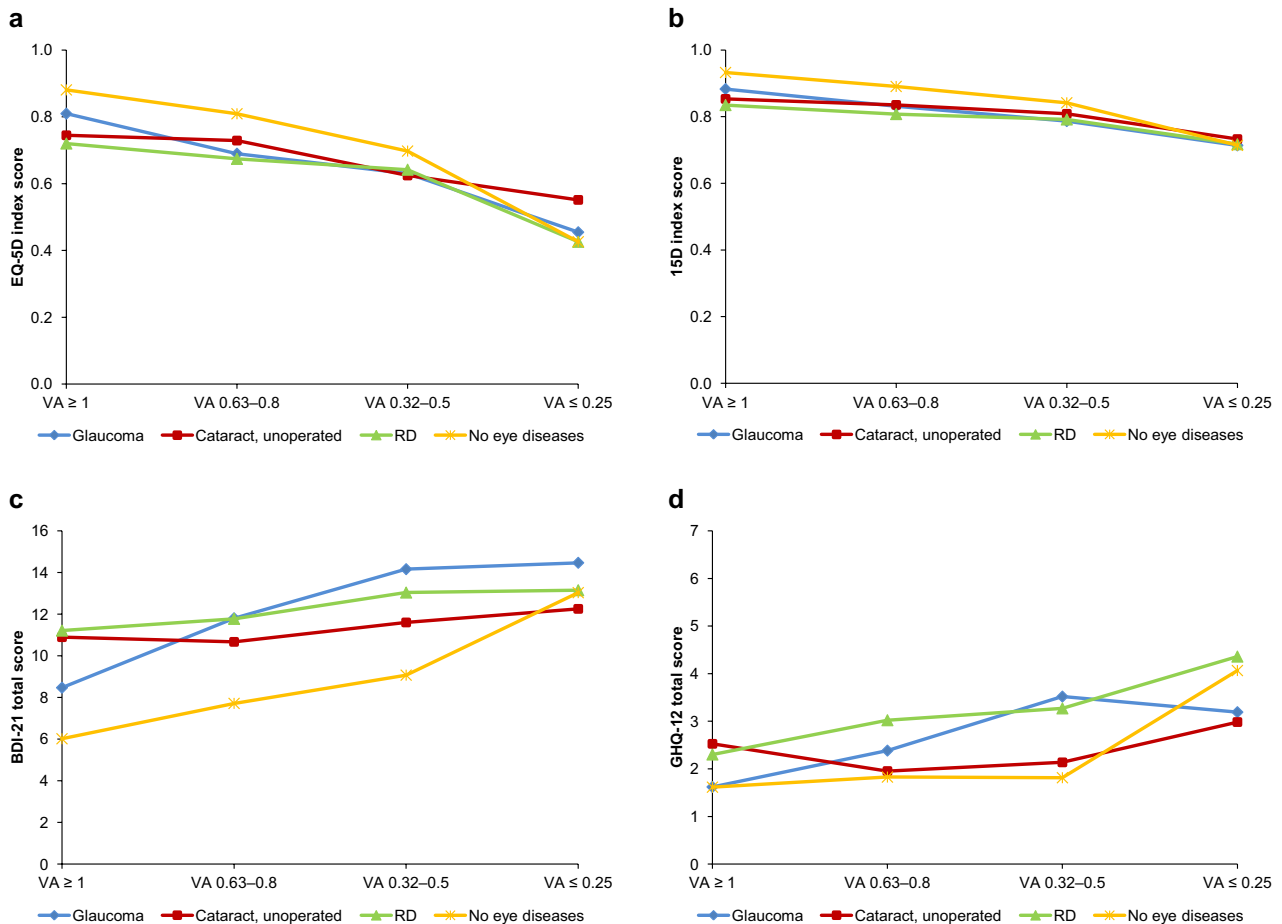 a
1.0
0.8
0.6
0.4
0.2
0.0
EQ-5D index score
VA ≥ 1 VA 0.63–0.8 VA 0.32–0.5 VA ≤ 0.25
Glaucoma Cataract, unoperated RD No eye diseases
b
1.0
0.8
0.6
0.4
0.2
0.0
15D index score
VA ≥ 1 VA 0.63–0.8 VA 0.32–0.5 VA ≤ 0.25
Glaucoma Cataract, unoperated RD No eye diseases
c
16
14
12
10
8
6
4
2
0
BDI-21 total score
VA ≥ 1 VA 0.63–0.8 VA 0.32–0.5 VA ≤ 0.25
Glaucoma Cataract, unoperated RD No eye diseases
d
7
6
5
4
3
2
1
0
GHQ-12 total score
VA ≥ 1 VA 0.63–0.8 VA 0.32–0.5 VA ≤ 0.25
Glaucoma Cataract, unoperated RD No eye diseases